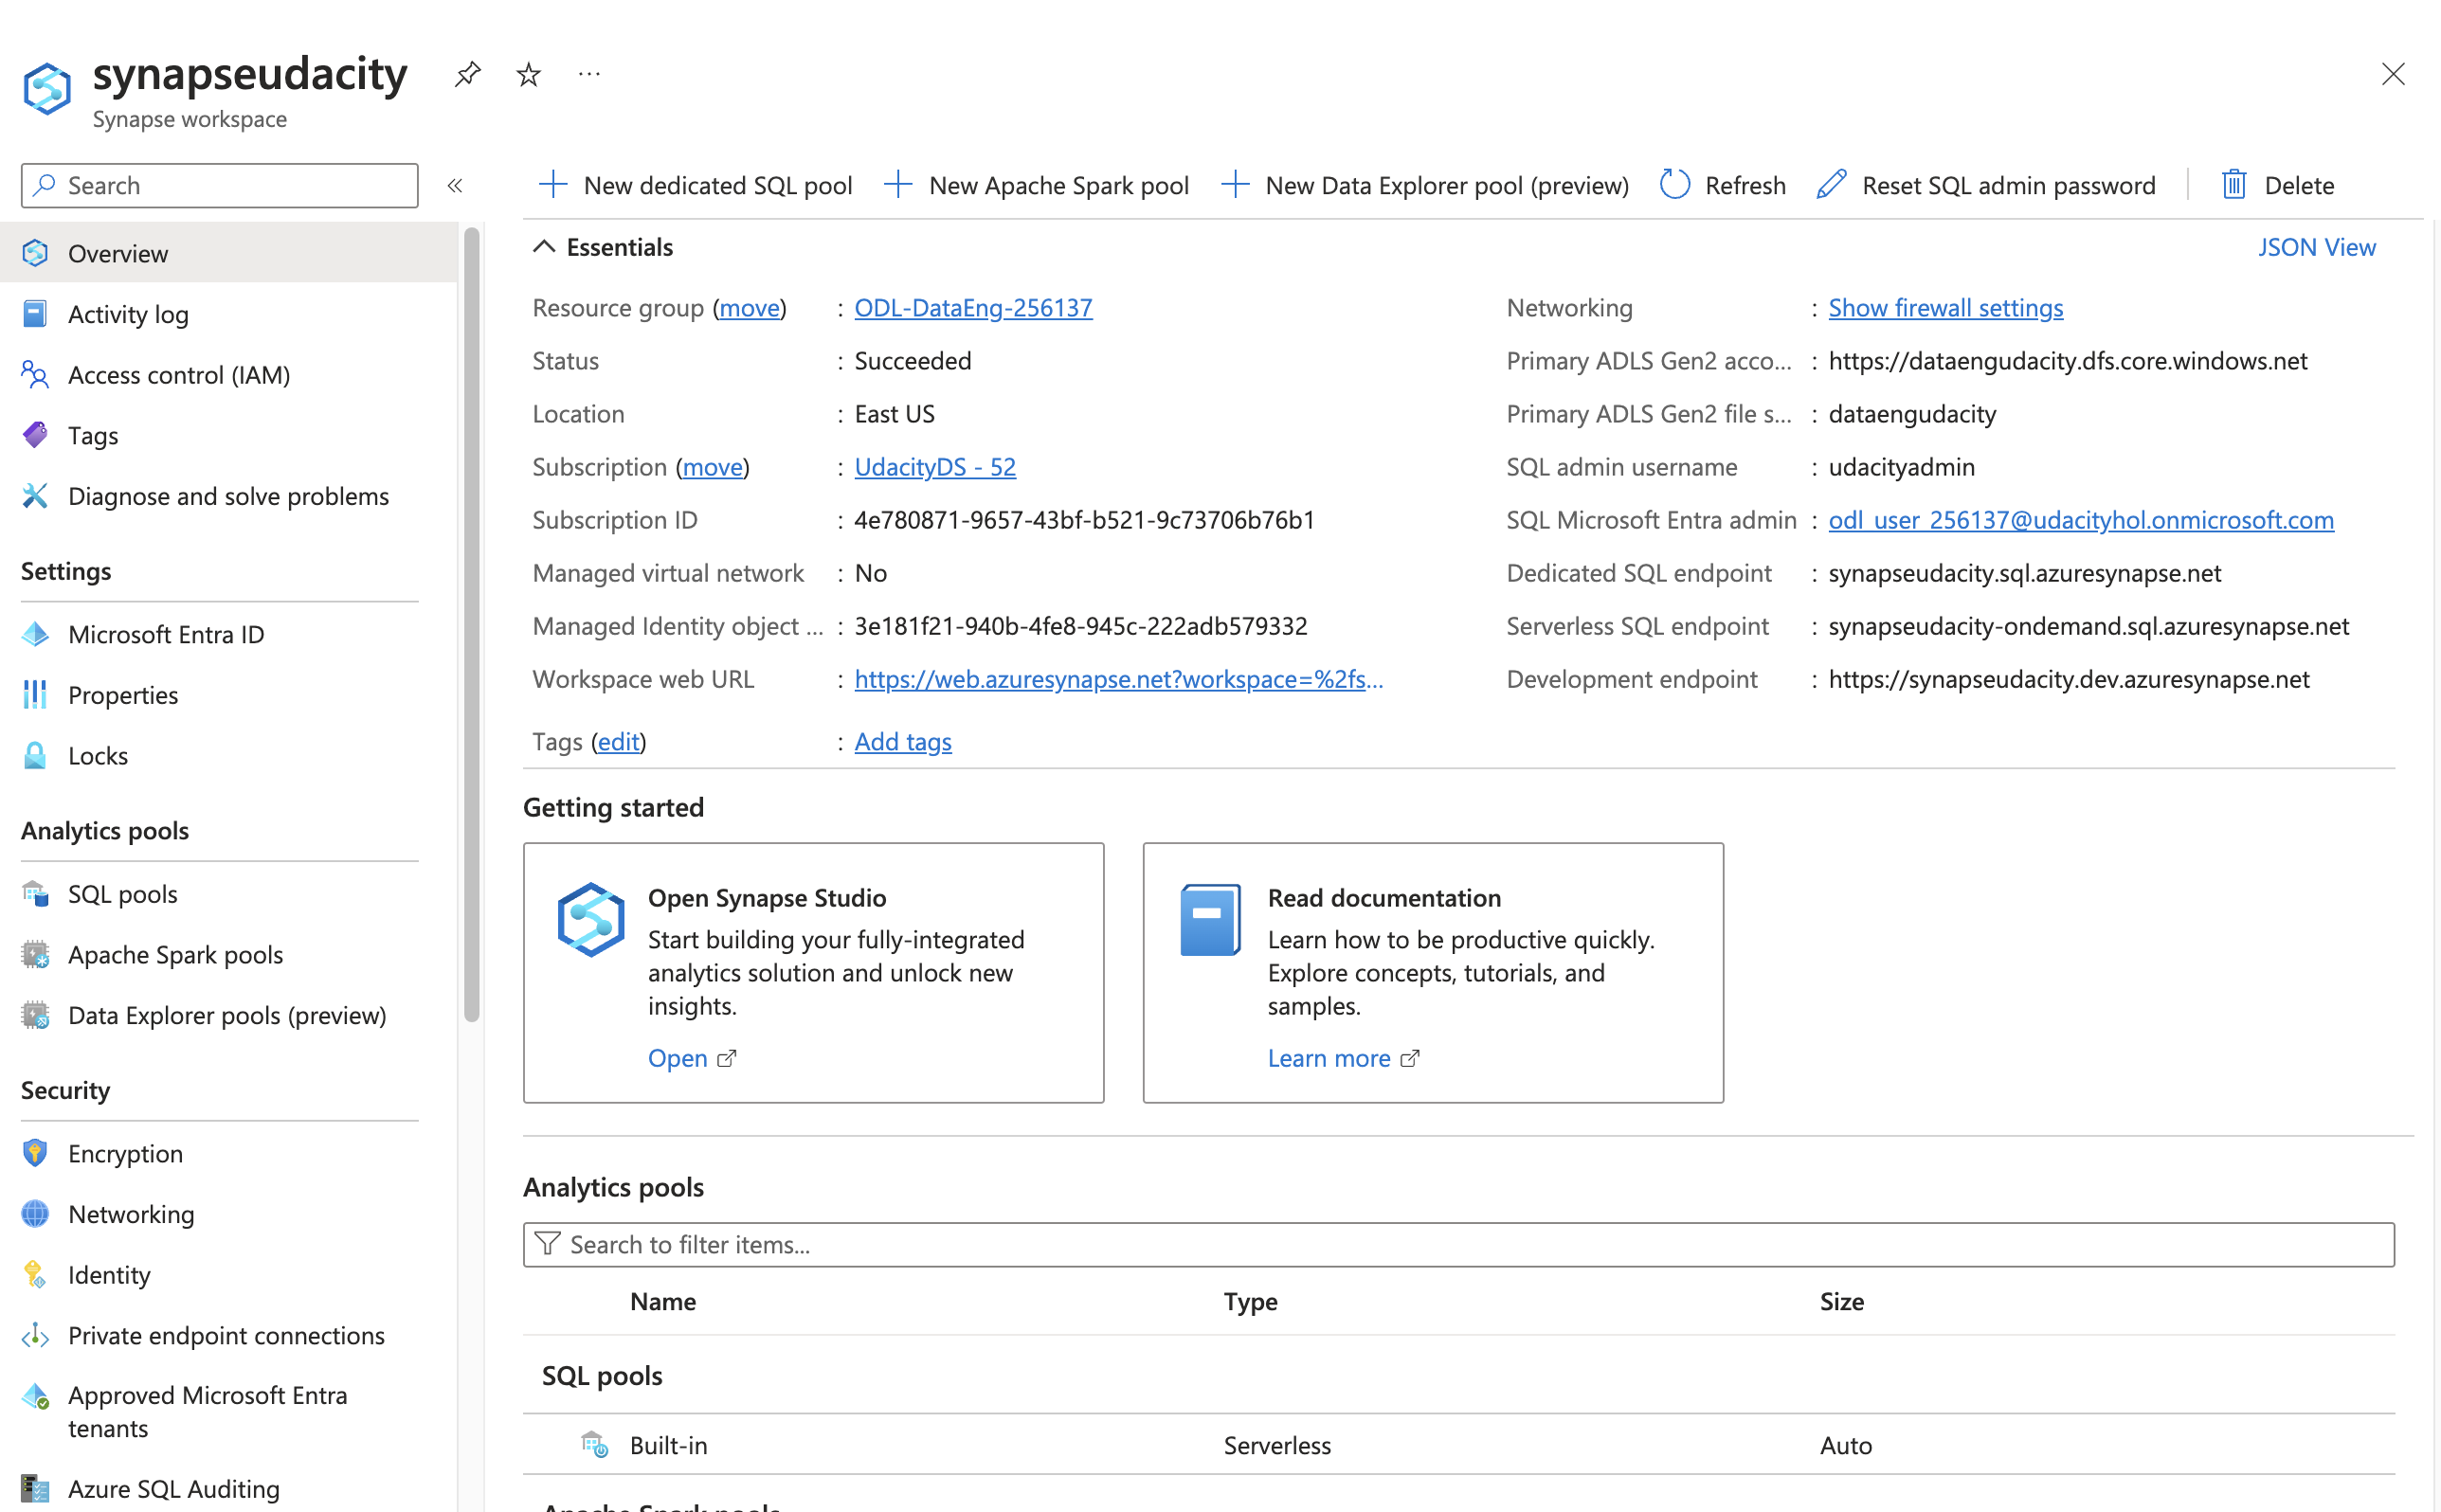 synapseudacity
Synapse workspace
Search
Overview
Activity log
Access control (IAM)
Tags
Diagnose and solve problems
Settings
Microsoft Entra ID
Properties
Locks
Analytics pools
SQL pools
Apache Spark pools
Data Explorer pools (preview)
Security
Encryption
Networking
Identity
Private endpoint connections
Approved Microsoft Entra
tenants
Azure SQL Auditing
New dedicated SQL pool New Apache Spark pool New Data Explorer pool (preview) Refresh Reset SQL admin password Delete
Essentials JSON View
Resource group (move) : ODL-DataEng-256137
Status : Succeeded
Location : East US
Subscription (move) : UdacityDS - 52
Subscription ID : 4e780871-9657-43bf-b521-9c73706b76b1
Managed virtual network : No
Managed Identity object ... : 3e181f21-940b-4fe8-945c-222adb579332
Workspace web URL : https://web.azuresynapse.net?workspace=%2fs...
Tags (edit) : Add tags
Networking : Show firewall settings
Primary ADLS Gen2 acco... : https://dataengudacity.dfs.core.windows.net
Primary ADLS Gen2 file s... : dataengudacity
SQL admin username : udacityadmin
SQL Microsoft Entra admin : odl_user_256137@udacityhol.onmicrosoft.com
Dedicated SQL endpoint : synapseudacity.sql.azuresynapse.net
Serverless SQL endpoint : synapseudacity-ondemand.sql.azuresynapse.net
Development endpoint : https://synapseudacity.dev.azuresynapse.net
Getting started
Open Synapse Studio
Start building your fully-integrated
analytics solution and unlock new
insights.
Open
Read documentation
Learn how to be productive quickly.
Explore concepts, tutorials, and
samples.
Learn more
Analytics pools
Search to filter items...
Name Type Size
SQL pools
Built-in Serverless Auto
Apache Spark pools